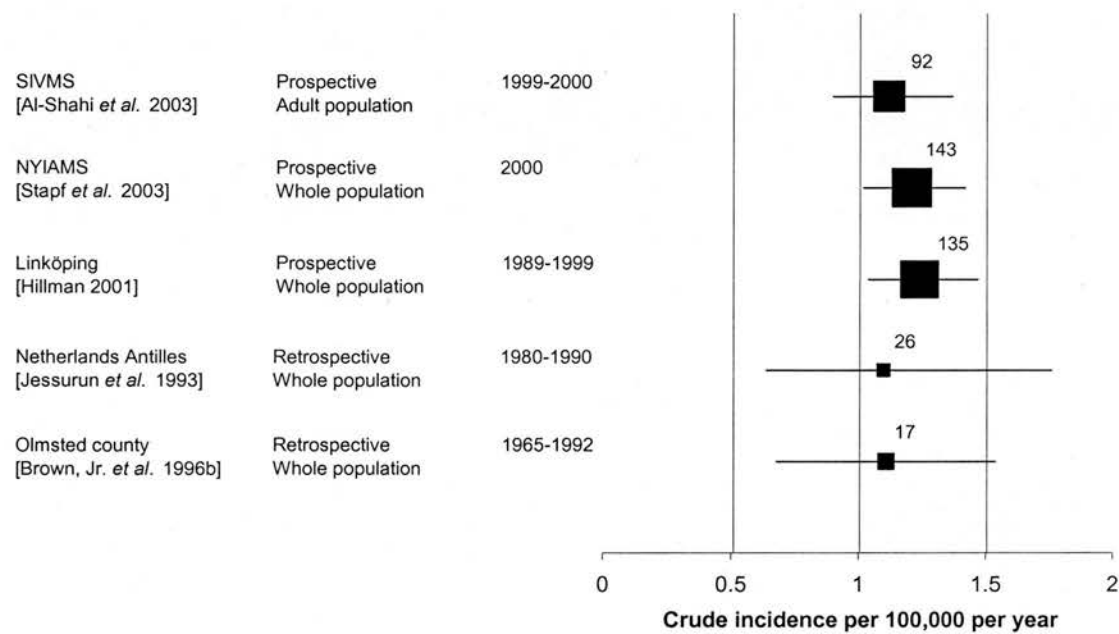 SIVMS Prospective 1999-2000 92
[Al-Shahi et al. 2003] Adult population
NYIAMS Prospective 2000 143
[Stapf et al. 2003] Whole population
Linköping Prospective 1989-1999 135
[Hillman 2001] Whole population
Netherlands Antilles Retrospective 1980-1990 26
[Jessurun et al. 1993] Whole population
Olmsted county Retrospective 1965-1992 17
[Brown, Jr. et al. 1996b] Whole population
0 0.5 1 1.5 2
Crude incidence per 100,000 per year